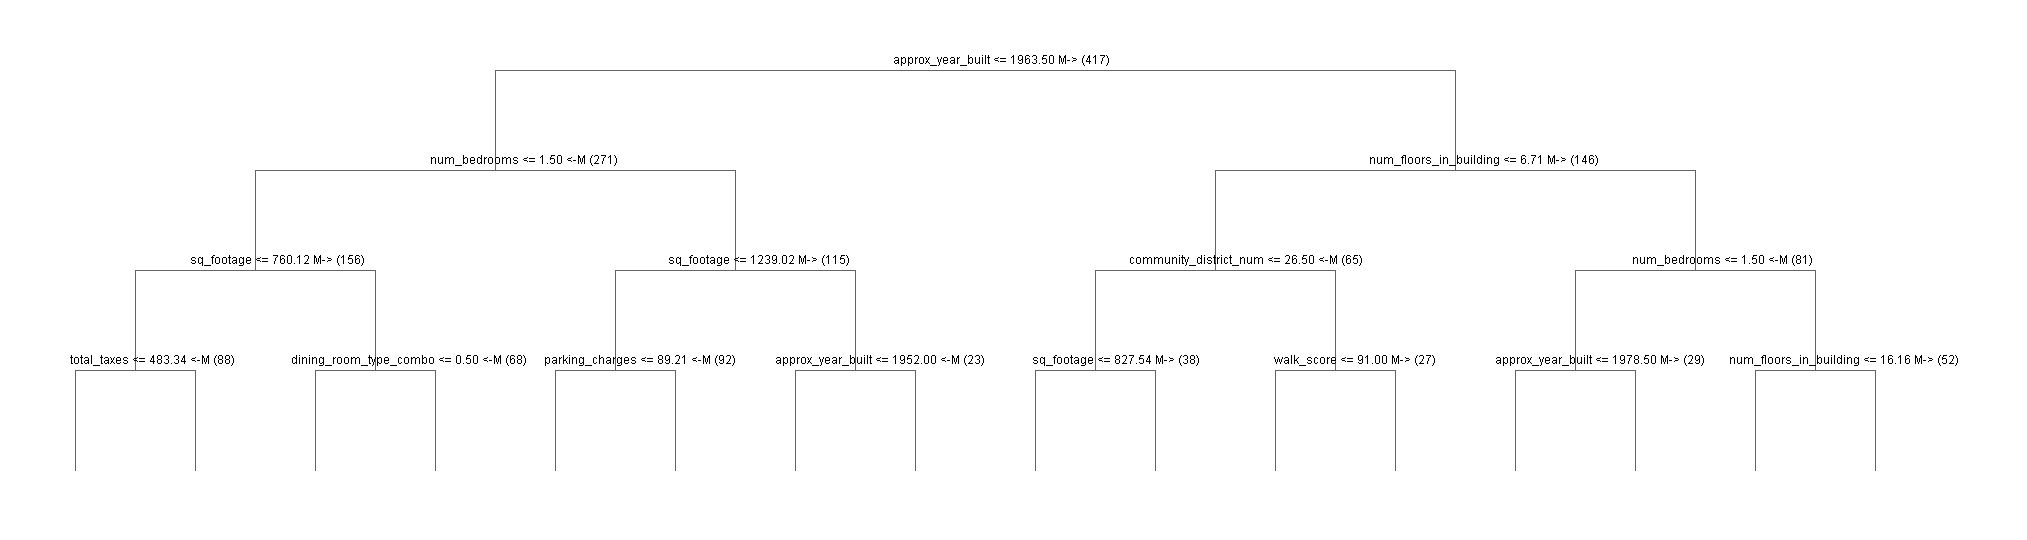 approx_year_built <= 1963.50 M-> (417)
num_bedrooms <= 1.50 <-M (271)
num_floors_in_building <= 6.71 M-> (146)
sq_footage <= 760.12 M-> (156)
sq_footage <= 1239.02 M-> (115)
community_district_num <= 26.50 <-M (65)
num_bedrooms <= 1.50 <-M (81)
total_taxes <= 483.34 <-M (88)
dining_room_type_combo <= 0.50 <-M (68)
parking_charges <= 89.21 <-M (92)
approx_year_built <= 1952.00 <-M (23)
sq_footage <= 827.54 M-> (38)
walk_score <= 91.00 M-> (27)
approx_year_built <= 1978.50 M-> (29)
num_floors_in_building <= 16.16 M-> (52)